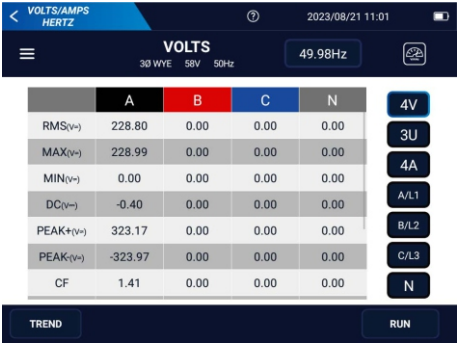 VOLTS/AMPS
HERTZ
2023/08/21 11:01
VOLTS
3Ø WYE 58V 50Hz
49.98Hz
A B C N
RMS(V≂) 228.80 0.00 0.00 0.00
MAX(V≂) 228.99 0.00 0.00 0.00
MIN(V≂) 0.00 0.00 0.00 0.00
DC(V⎓) -0.40 0.00 0.00 0.00
PEAK+(V≂) 323.17 0.00 0.00 0.00
PEAK-(V≂) -323.97 0.00 0.00 0.00
CF 1.41 0.00 0.00 0.00
4V
3U
4A
A/L1
B/L2
C/L3
N
TREND
RUN